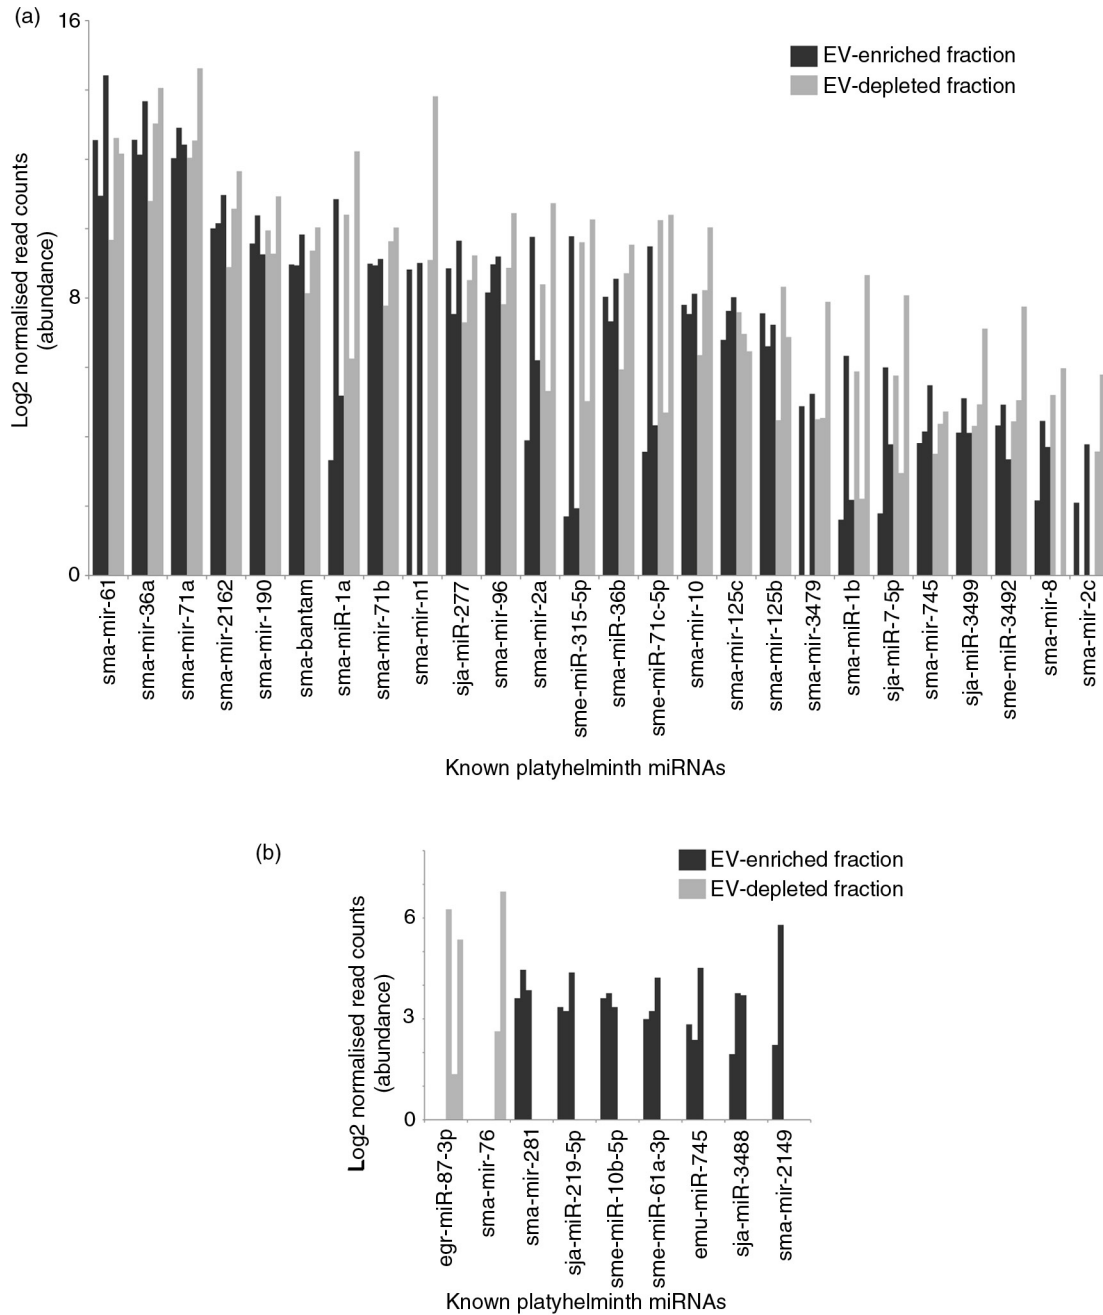 (a)
16
8
0
Log2 normalised read counts
(abundance)
EV-enriched fraction
EV-depleted fraction
sma-mir-61
sma-mir-36a
sma-mir-71a
sma-mir-2162
sma-mir-190
sma-bantam
sma-miR-1a
sma-mir-71b
sma-mir-n1
sja-miR-277
sma-mir-96
sma-mir-2a
sme-miR-315-5p
sma-miR-36b
sme-miR-71c-5p
sma-mir-10
sma-mir-125c
sma-mir-125b
sma-mir-3479
sma-miR-1b
sja-miR-7-5p
sma-mir-745
sja-miR-3499
sme-miR-3492
sma-mir-8
sma-mir-2c
Known platyhelminth miRNAs
(b)
6
3
0
Log2 normalised read counts
(abundance)
EV-enriched fraction
EV-depleted fraction
egr-miR-87-3p
sma-mir-76
sma-mir-281
sja-miR-219-5p
sme-miR-10b-5p
sme-miR-61a-3p
emu-miR-745
sja-miR-3488
sma-mir-2149
Known platyhelminth miRNAs